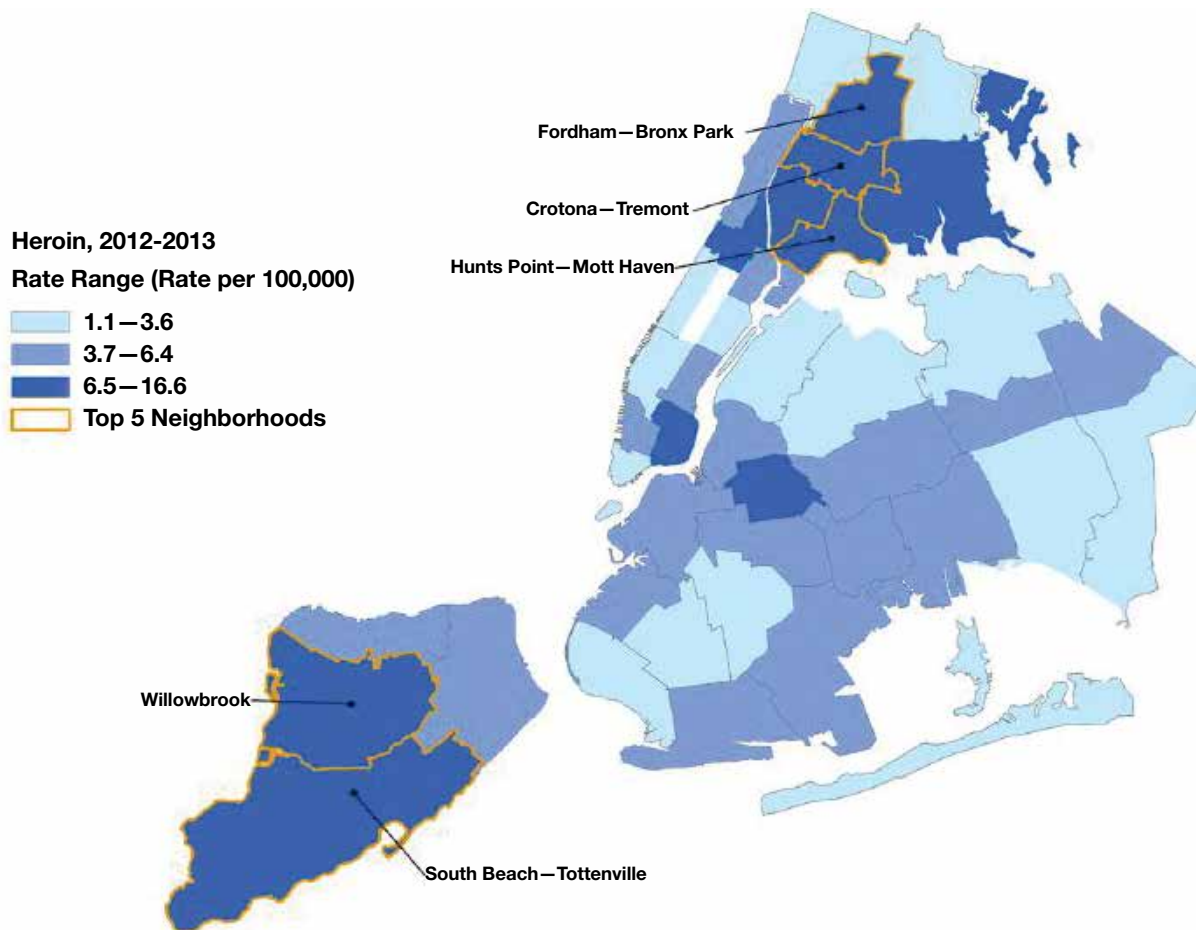 Fordham—Bronx Park
Crotona—Tremont
Heroin, 2012-2013
Hunts Point—Mott Haven
Rate Range (Rate per 100,000)
1.1—3.6
3.7—6.4
6.5—16.6
Top 5 Neighborhoods
Willowbrook
South Beach—Tottenville